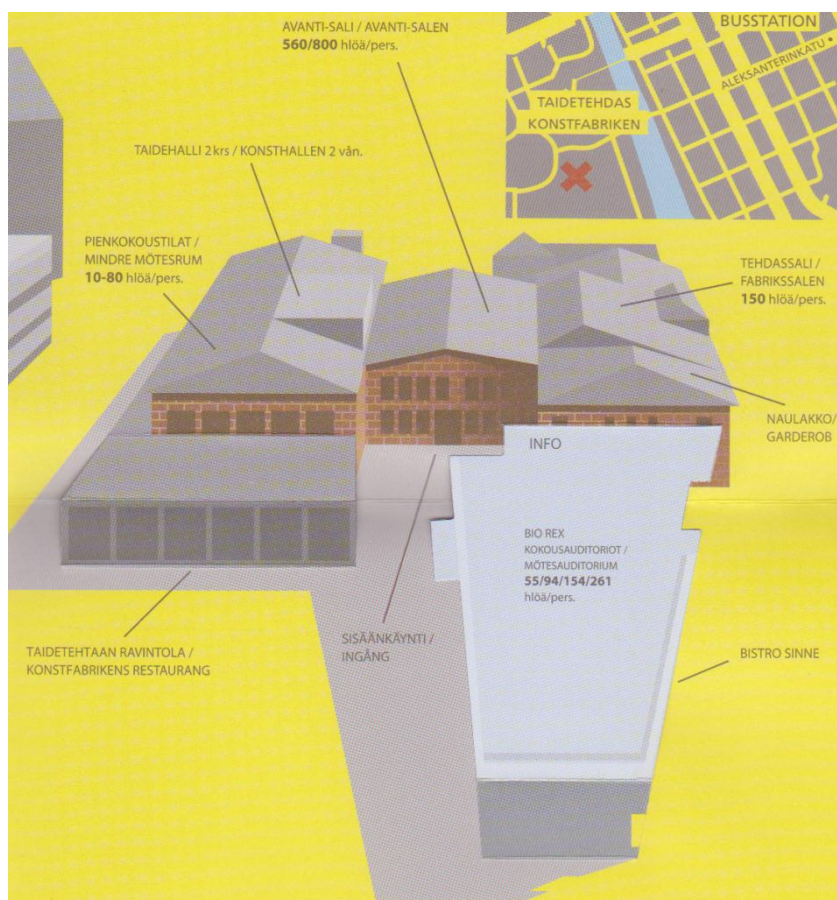 AVANTI-SALI / AVANTI-SALEN
560/800 hlöä/pers.
BUSSTATION
ALEKSANTERINKATU
TAIDETEHDAS
KONSTFABRIKEN
TAIDEHALLI 2 krs / KONSTHALLEN 2 vån.
PIENKOKOUSTILAT /
MINDRE MÖTESRUM
10-80 hlöä/pers.
TEHDASSALI /
FABRIKSSALEN
150 hlöä/pers.
NAULAKKO/
GARDEROB
INFO
BIO REX
KOKOUSAUDITORIOT /
MÖTESAUDITORIUM
55/94/154/261
hlöä/pers.
SISÄÄNKÄYNTI /
INGÅNG
TAIDETEHTAAN RAVINTOLA /
KONSTFABRIKENS RESTAURANG
BISTRO SINNE